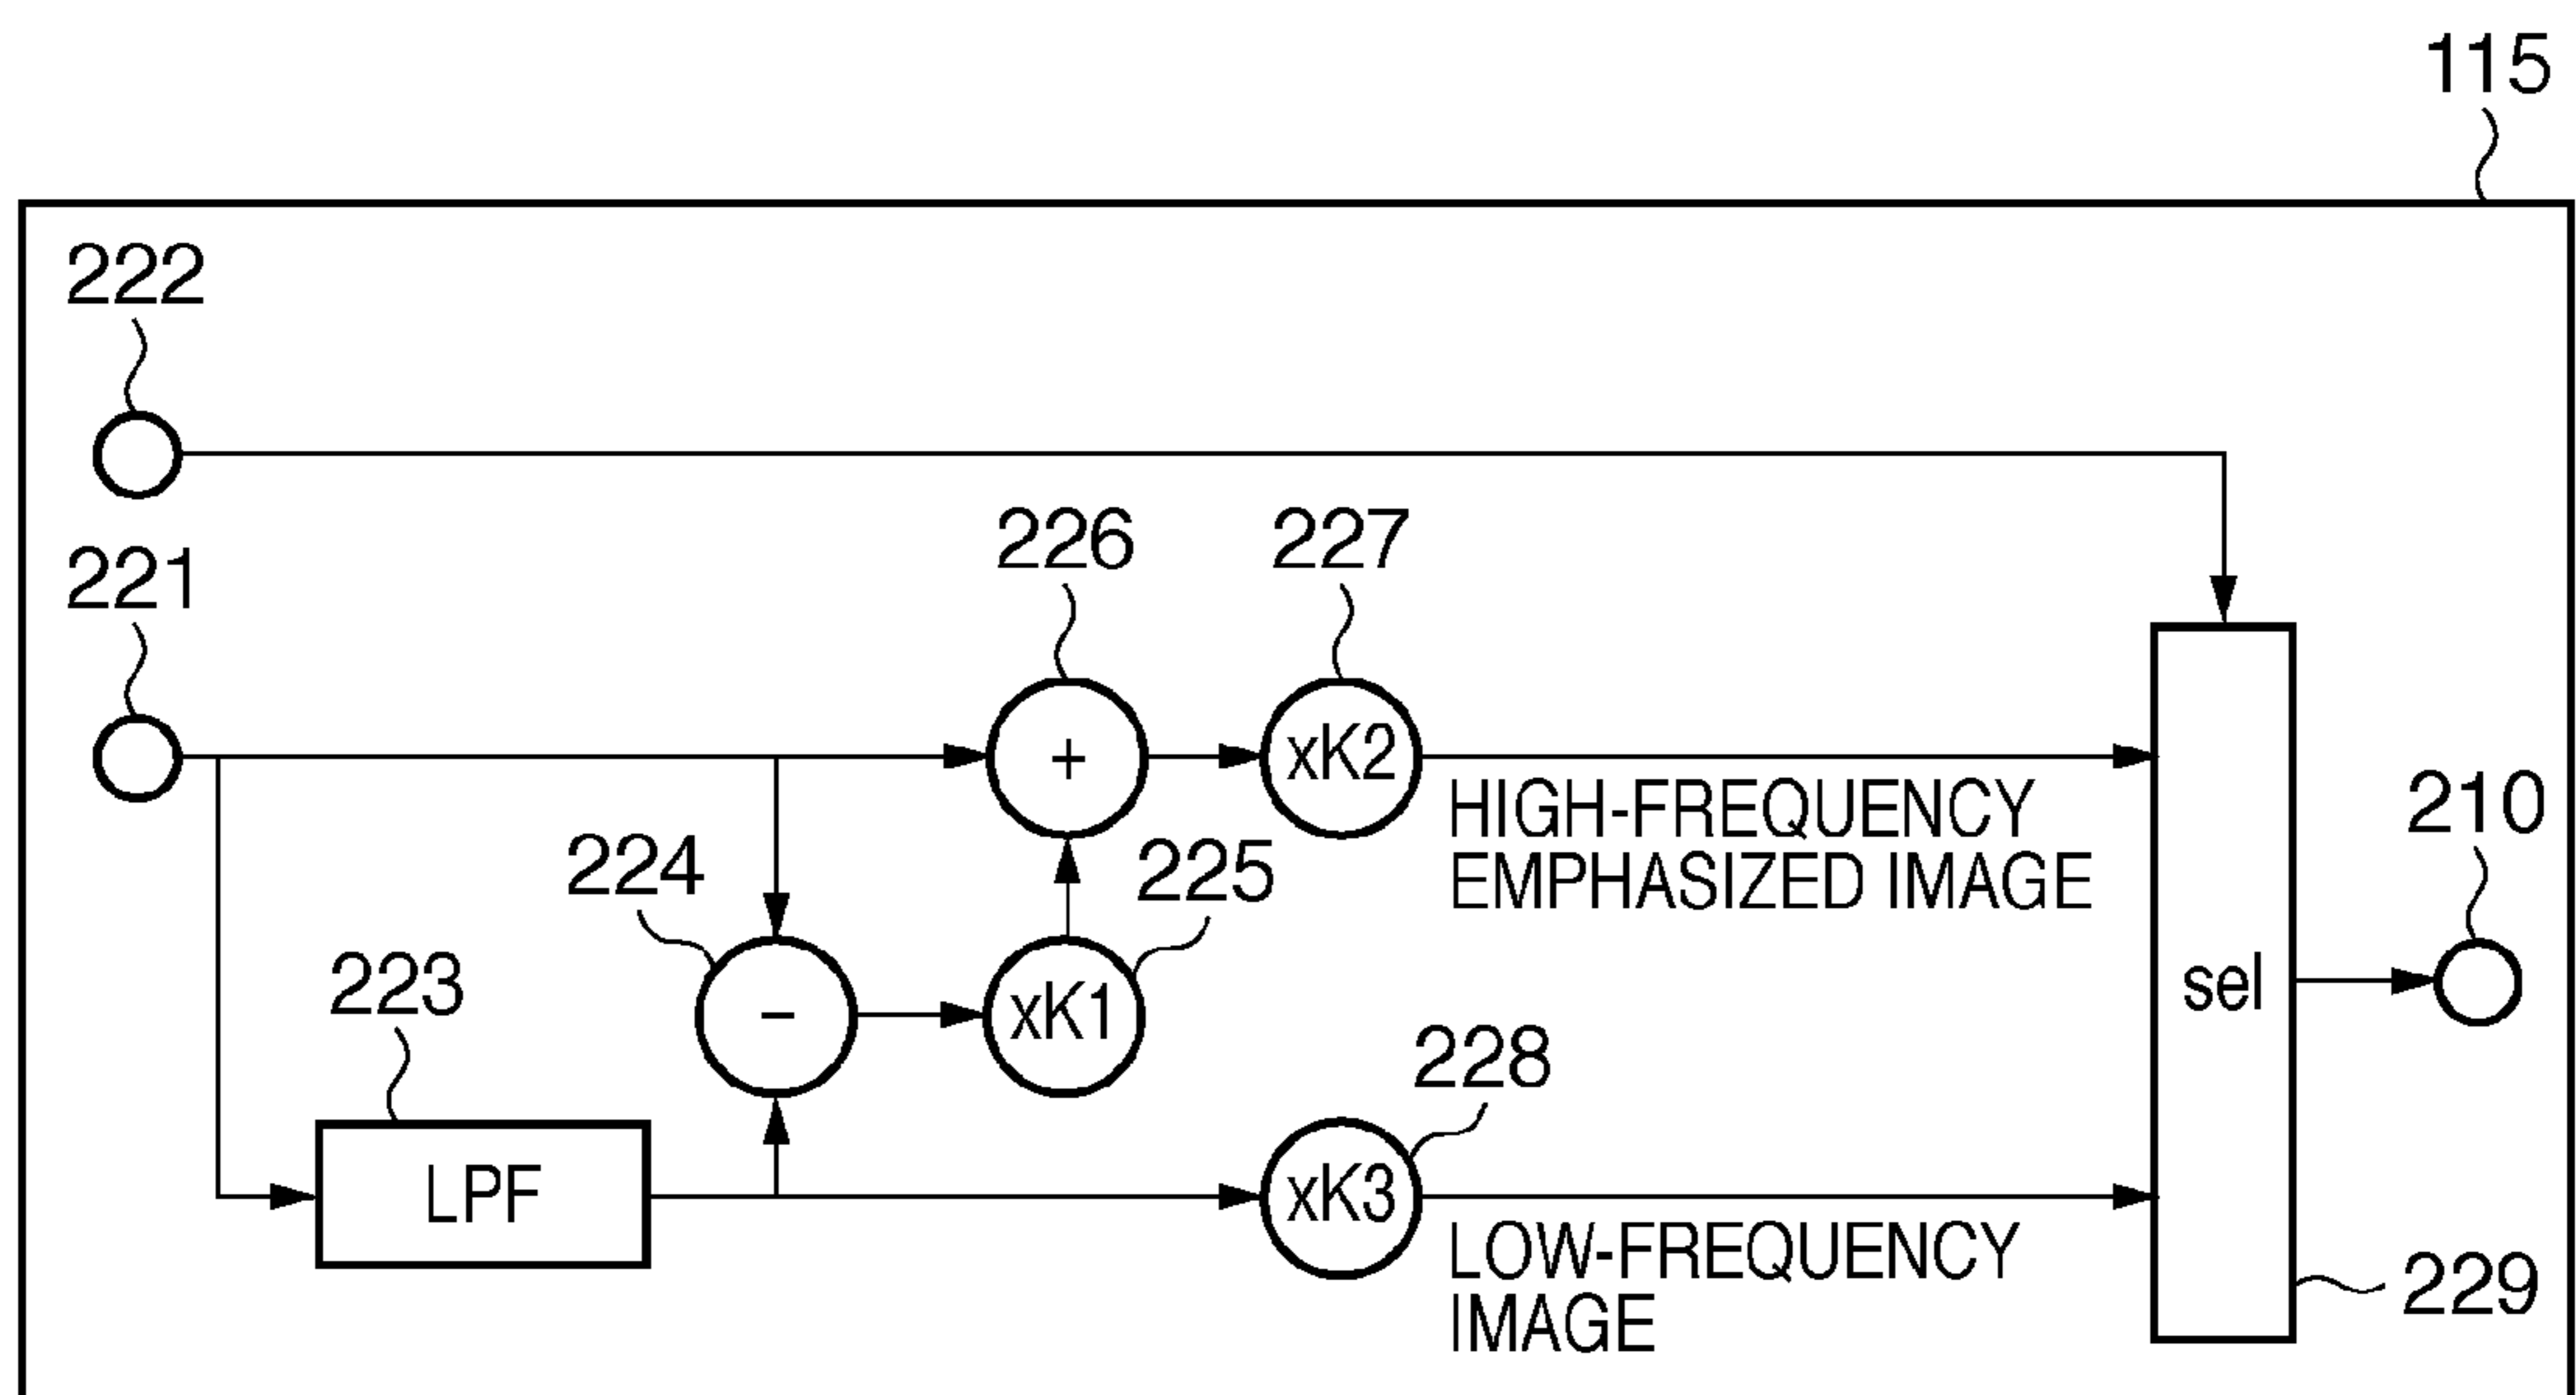 115
222
221
226
227
+
xK2
HIGH-FREQUENCY
EMPHASIZED IMAGE
210
224
225
223
−
xK1
sel
228
LPF
xK3
LOW-FREQUENCY
IMAGE
229